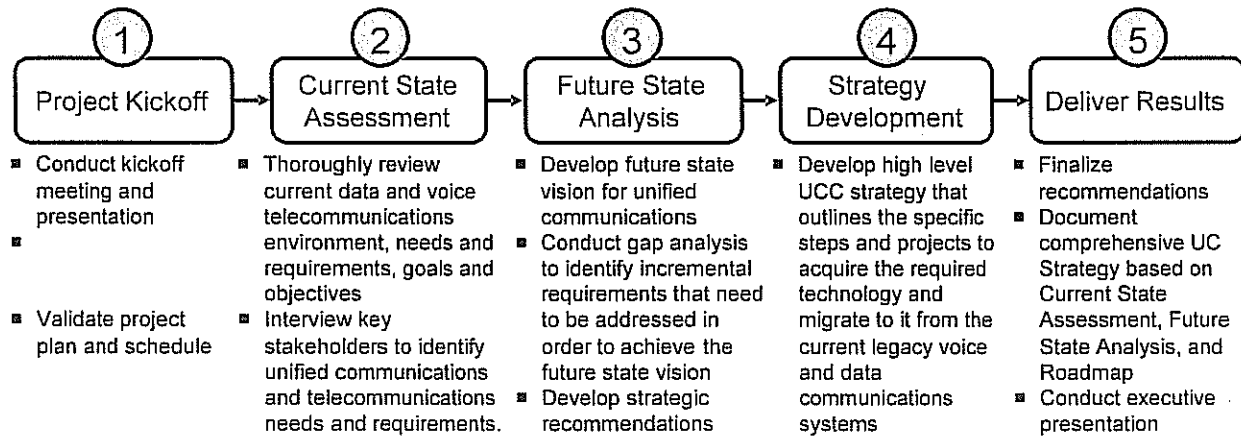 1
Project Kickoff
■ Conduct kickoff
meeting and
presentation
■
■ Validate project
plan and schedule
2
Current State
Assessment
■ Thoroughly review
current data and voice
telecommunications
environment, needs and
requirements, goals and
objectives
■ Interview key
stakeholders to identify
unified communications
and telecommunications
needs and requirements.
3
Future State
Analysis
■ Develop future state
vision for unified
communications
■ Conduct gap analysis
to identify incremental
requirements that need
to be addressed in
order to achieve the
future state vision
■ Develop strategic
recommendations
4
Strategy
Development
■ Develop high level
UCC strategy that
outlines the specific
steps and projects to
acquire the required
technology and
migrate to it from the
current legacy voice
and data
communications
systems
5
Deliver Results
■ Finalize
recommendations
■ Document
comprehensive UC
Strategy based on
Current State
Assessment, Future
State Analysis, and
Roadmap
■ Conduct executive
presentation